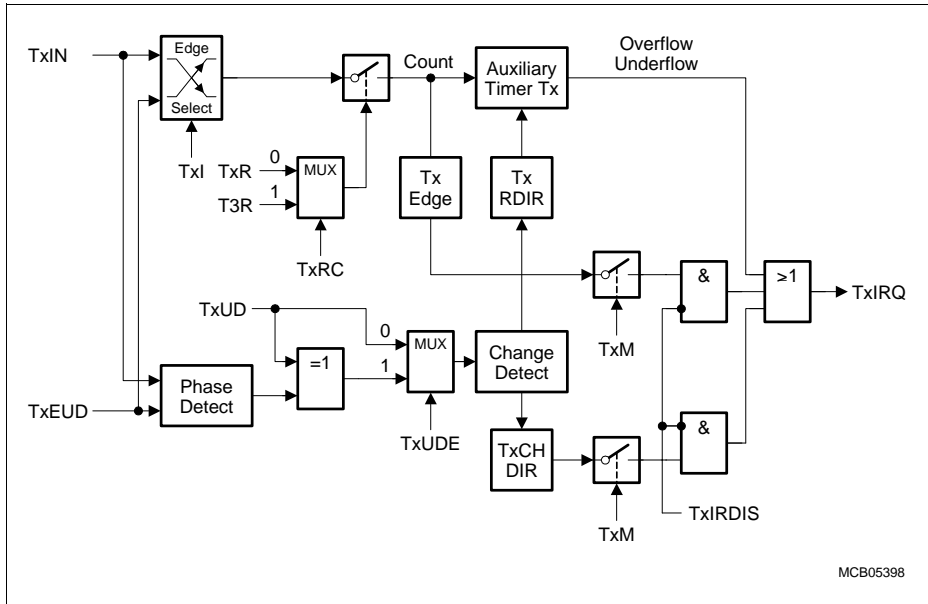 TxIN
Edge
Select
TxI
Count
Auxiliary
Timer Tx
Overflow
Underflow
TxR
0
T3R
1
MUX
TxRC
Tx
Edge
Tx
RDIR
TxM
&
≥1
TxIRQ
TxUD
0
1
=1
MUX
TxUDE
Change
Detect
TxEUD
Phase
Detect
TxCH
DIR
TxM
&
TxIRDIS
MCB05398